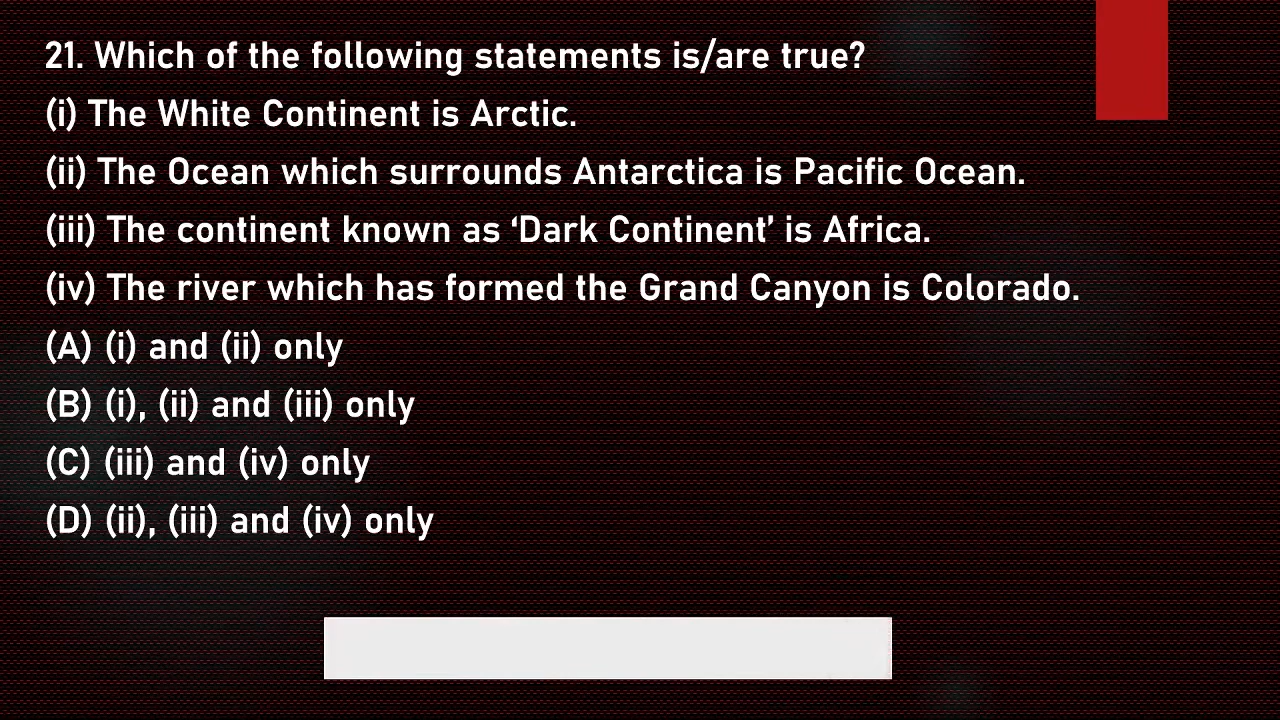 21. Which of the following statements is/are true?
(i) The White Continent is Arctic.
(ii) The Ocean which surrounds Antarctica is Pacific Ocean.
(iii) The continent known as ‘Dark Continent’ is Africa.
(iv) The river which has formed the Grand Canyon is Colorado.
(A) (i) and (ii) only
(B) (i), (ii) and (iii) only
(C) (iii) and (iv) only
(D) (ii), (iii) and (iv) only